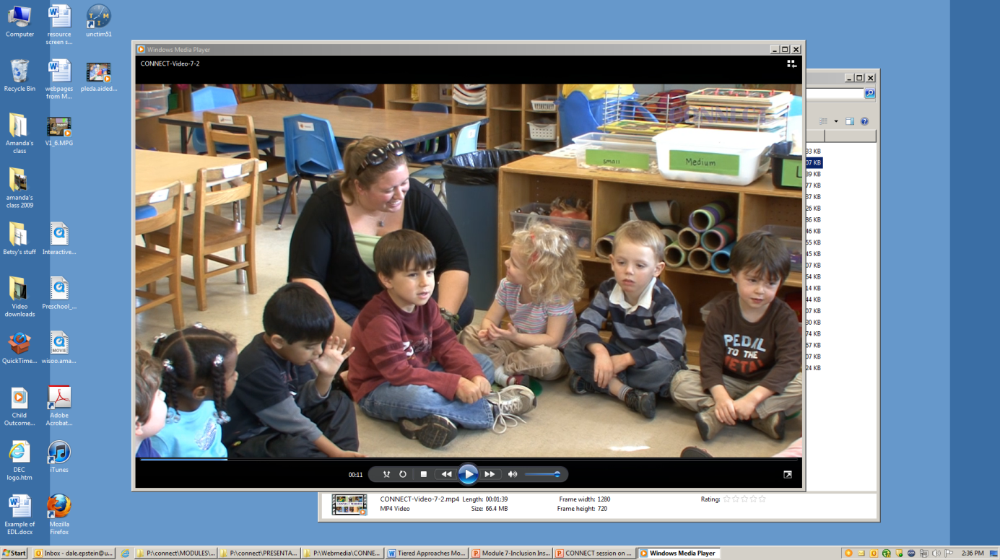 Computer
resource
screen s...
unctim51
Recycle Bin
webpages
from M...
pleda.aided...
Amanda's
class
V1_6.MPG
amanda's
class 2009
Betsy's stuff
Interactive...
Video
downloads
Preschool_...
QuickTime...
MOVIE
wisoo.ama...
Child
Outcome...
Adobe
Acrobat...
DEC
logo.htm
iTunes
Example of
EDL.docx
Mozilla
Firefox
Windows Media Player
CONNECT-Video-7-2
small
Medium
PEDAL
TO THE
METAL
00:11
83 KB
07 KB
39 KB
77 KB
87 KB
26 KB
86 KB
46 KB
55 KB
45 KB
07 KB
64 KB
14 KB
44 KB
07 KB
80 KB
74 KB
67 KB
07 KB
24 KB
CONNECT-Video-7-2.mp4 Length: 00:01:39 Frame width: 1280 Rating:
MP4 Video Size: 66.4 MB Frame height: 720
Start
Inbox - dale.epstein@u...
P:\connect\MODULES\...
P:\connect\PRESENTA...
P:\Webmedia\CONNE...
Tiered Approaches Mo...
Module 7-Inclusion Ins...
CONNECT session on ...
Windows Media Player
2:36 PM